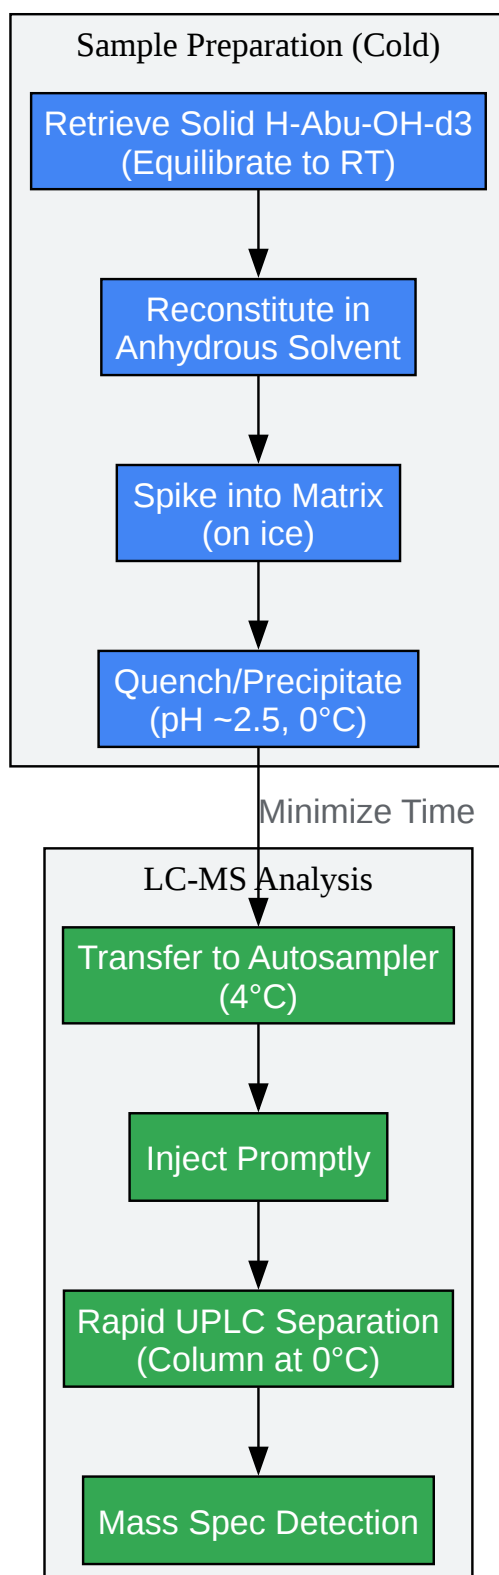 Sample Preparation (Cold)
Retrieve Solid H-Abu-OH-d3
(Equilibrate to RT)
Reconstitute in
Anhydrous Solvent
Spike into Matrix
(on ice)
Quench/Precipitate
(pH ~2.5, 0°C)
Minimize Time
LC-MS Analysis
Transfer to Autosampler
(4°C)
Inject Promptly
Rapid UPLC Separation
(Column at 0°C)
Mass Spec Detection